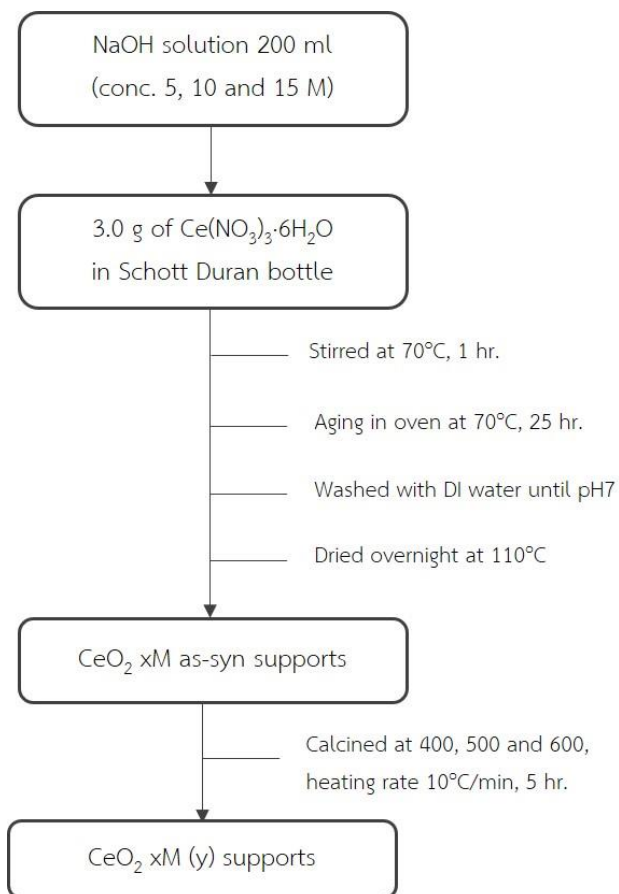 NaOH solution 200 ml
(conc. 5, 10 and 15 M)
3.0 g of Ce(NO₃)₃·6H₂O
in Schott Duran bottle
Stirred at 70°C, 1 hr.
Aging in oven at 70°C, 25 hr.
Washed with DI water until pH7
Dried overnight at 110°C
CeO₂ xM as-syn supports
Calcined at 400, 500 and 600,
heating rate 10°C/min, 5 hr.
CeO₂ xM (y) supports